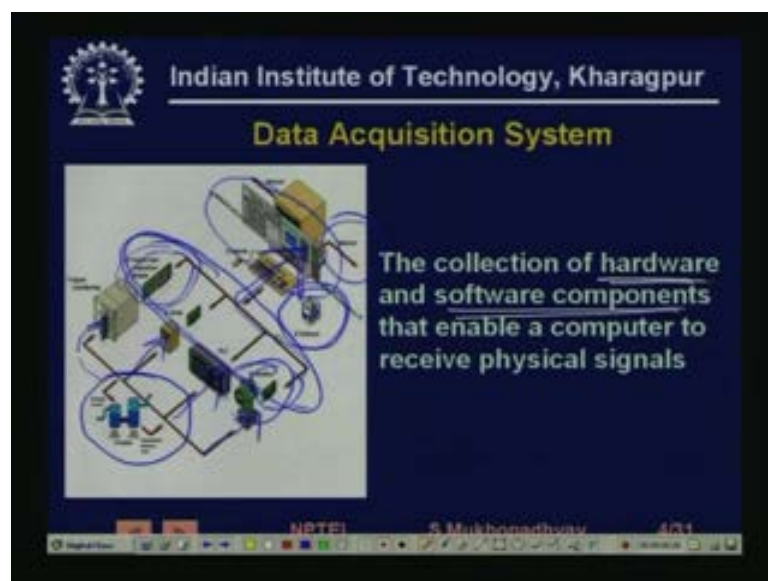 Indian Institute of Technology, Kharagpur
Data Acquisition System
The collection of hardware
and software components
that enable a computer to
receive physical signals
NPTEL S.Mukhopadhyay 4/31